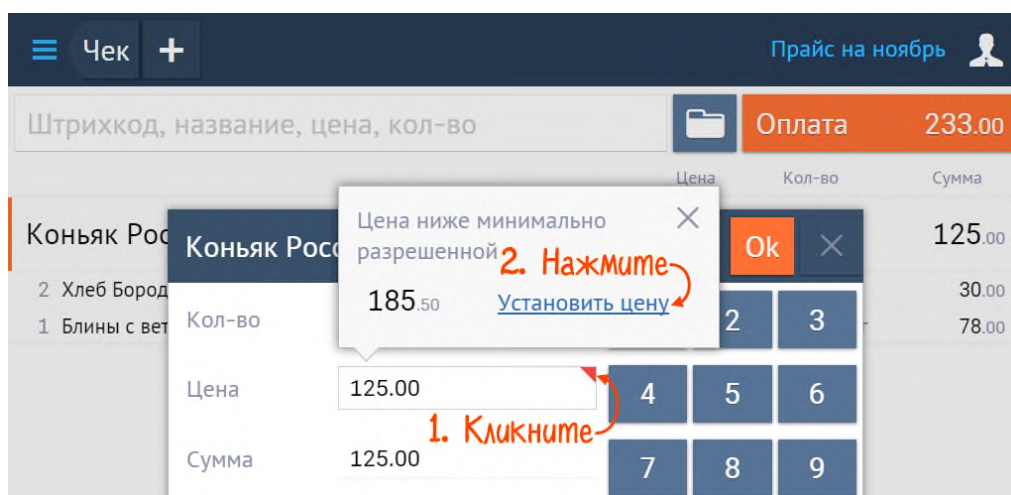 Чек +
Прайс на ноябрь
Штрихкод, название, цена, кол-во
Оплата 233.00
Цена Кол-во Сумма
Коньяк Рос
125.00
2 Хлеб Бород
30.00
1 Блины с вет
78.00
Коньяк Росс
Ok
Цена ниже минимально
разрешенной
2. Нажмите
185.50 Установить цену
Кол-во
2 3
Цена 125.00
4 5 6
1. Кликните
Сумма 125.00
7 8 9